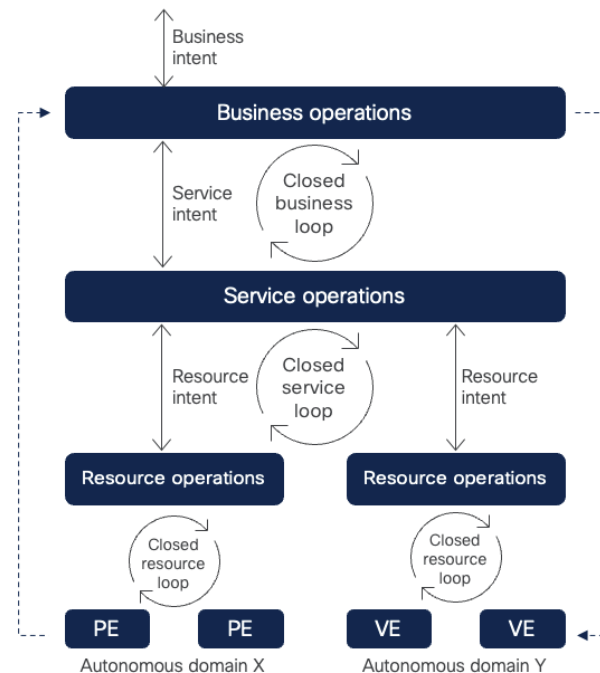 Business
intent
Business operations
Service
intent
Closed
business
loop
Service operations
Resource
intent
Closed
service
loop
Resource
intent
Resource operations
Resource operations
Closed
resource
loop
Closed
resource
loop
PE
PE
VE
VE
Autonomous domain X
Autonomous domain Y